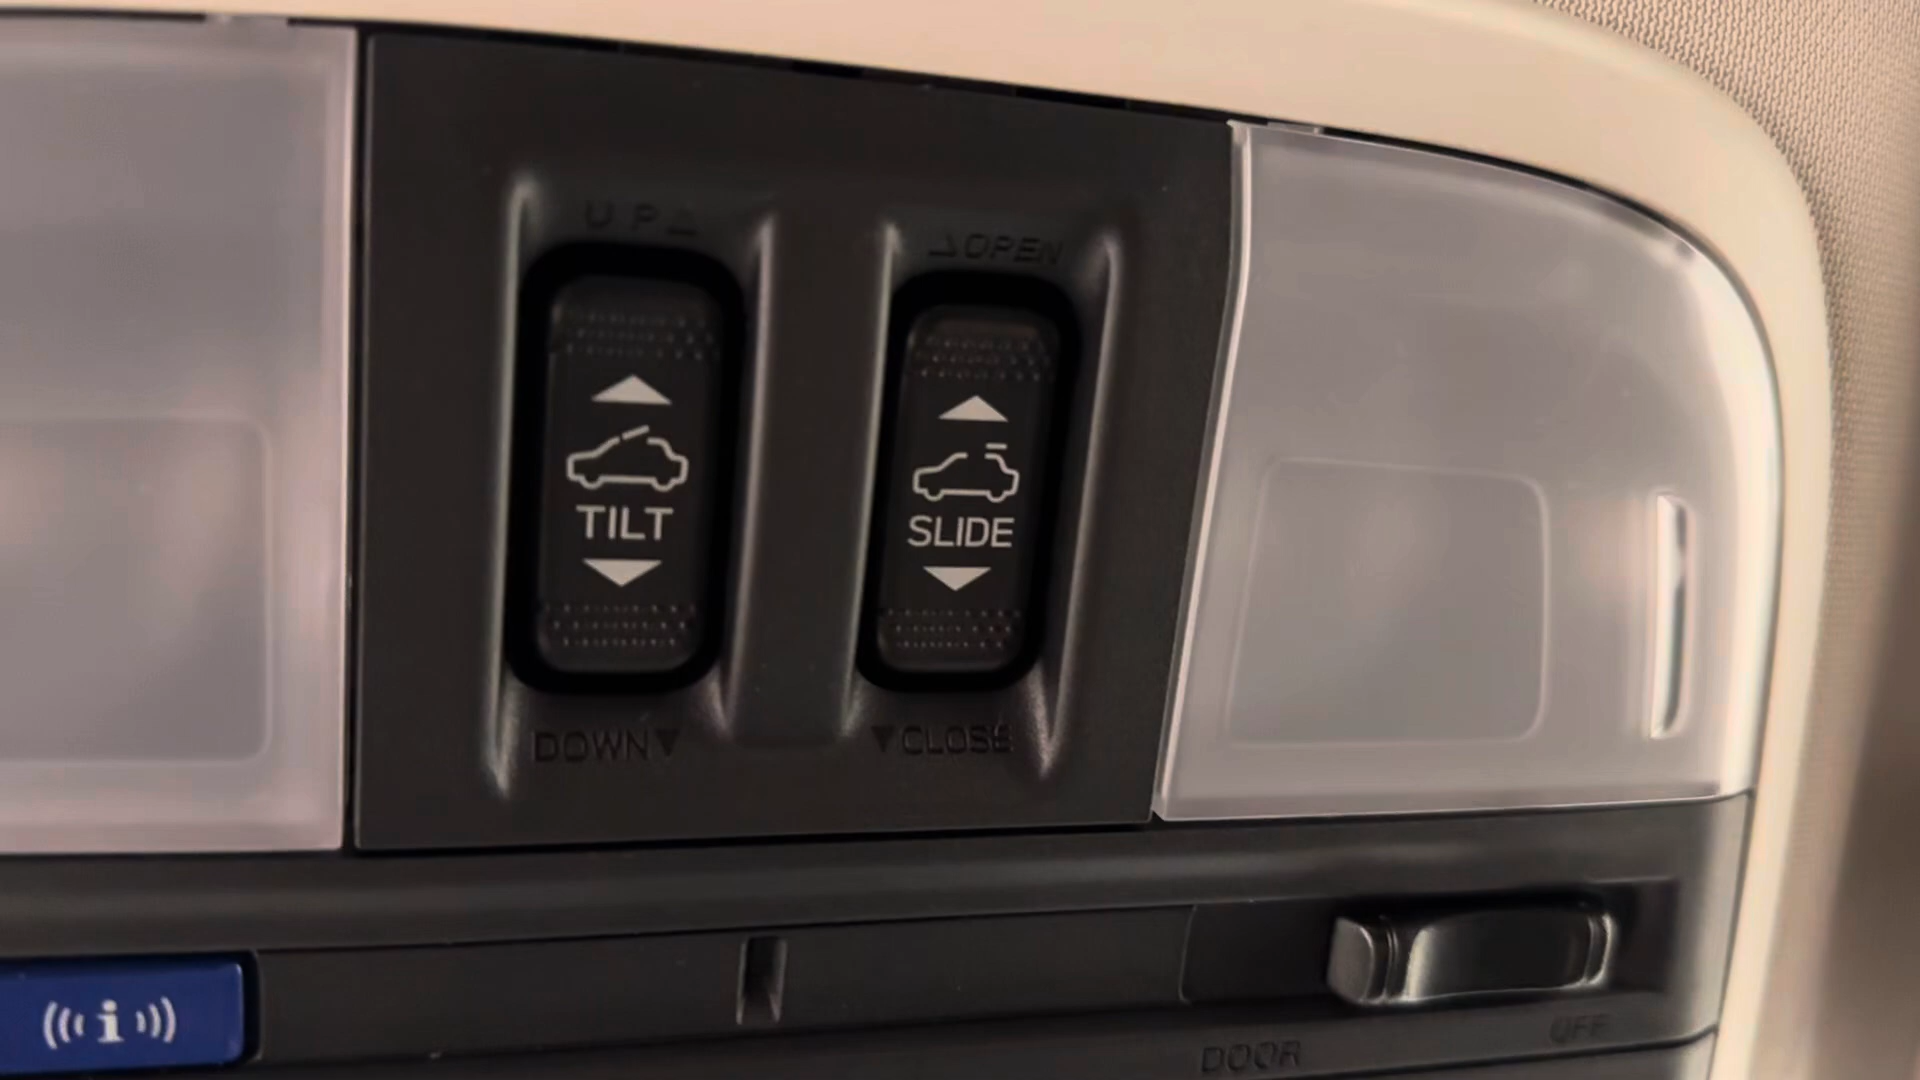 UP△
△OPEN
TILT
SLIDE
DOWN▼
▼CLOSE
i
OFF
DOOR